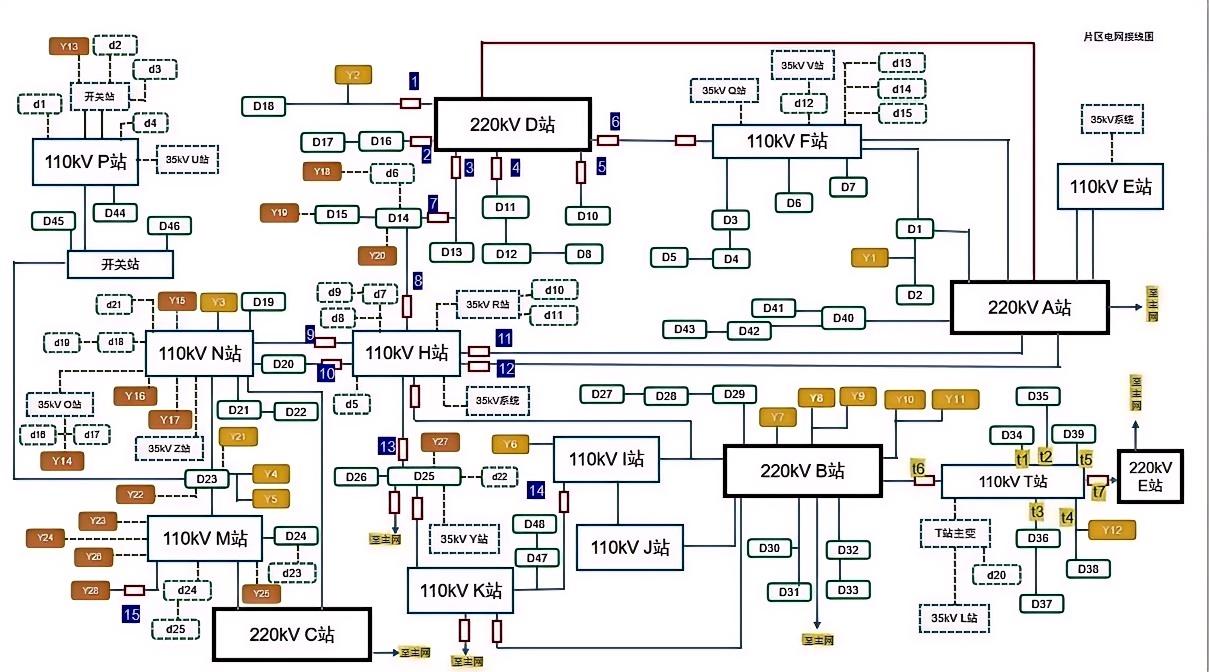 片区电网接线图
Y13
d2
d3
开关站
d1
d4
110kV P站
35kV U站
D44
D45
D46
开关站
Y2
1
D18
220kV D站
D17
D16
2
3
4
5
6
Y18
d6
Y19
D15
D14
7
D13
Y20
D11
D12
D8
D10
8
35kV Q站
35kV V站
d12
d13
d14
d15
110kV F站
D3
D5
D4
D6
D7
D1
Y1
D2
35kV系统
110kV E站
220kV A站
至主网
D41
D43
D42
D40
d21
Y15
Y3
D19
d19
d18
110kV N站
9
D20
10
d9
d7
d8
35kV R站
d10
d11
110kV H站
11
12
d5
35kV系统
Y16
Y17
35kV O站
d16
d17
Y14
35kV Z站
D21
D22
Y21
D23
Y4
Y5
Y22
Y23
Y24
Y26
110kV M站
D24
d23
Y28
15
d24
Y25
d25
220kV C站
至主网
13
Y27
D26
D25
d22
至主网
35kV Y站
110kV K站
至主网
Y6
110kV I站
14
D48
D47
110kV J站
D27
D28
D29
Y7
Y8
Y9
Y10
Y11
220kV B站
D30
D31
D32
D33
至主网
t6
D35
D34
D39
t1
t2
t5
110kV T站
t7
至主网
220kV
E站
t3
t4
Y12
T站主变
d20
D36
D38
D37
35kV L站